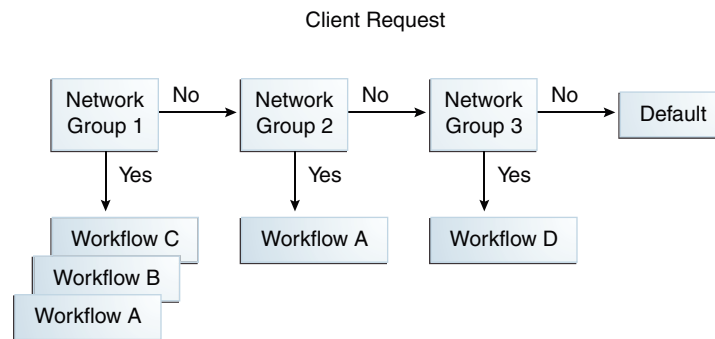 Client Request
Network
Group 1
No
Network
Group 2
No
Network
Group 3
No
Default
Yes
Yes
Yes
Workflow C
Workflow B
Workflow A
Workflow A
Workflow D